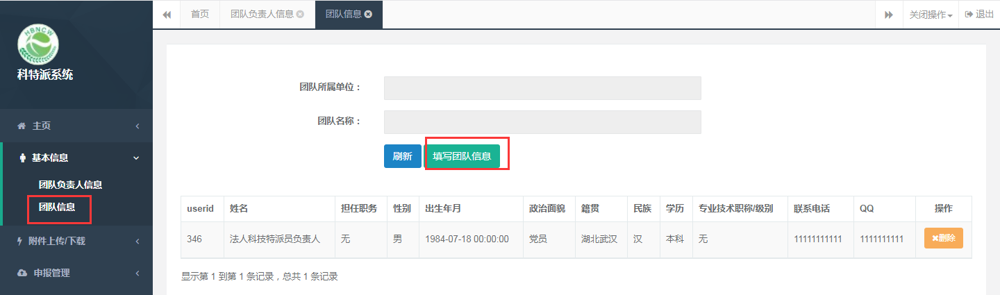 首页 团队负责人信息 团队信息 关闭操作 退出
HBNCW
科特派系统
主页
基本信息
团队负责人信息
团队信息
附件上传/下载
申报管理
团队所属单位：
团队名称：
刷新 填写团队信息
userid 姓名 担任职务 性别 出生年月 政治面貌 籍贯 民族 学历 专业技术职称/级别 联系电话 QQ 操作
346 法人科技特派员负责人 无 男 1984-07-18 00:00:00 党员 湖北武汉 汉 本科 无 11111111111 1111111111 删除
显示第 1 到第 1 条记录，总共 1 条记录